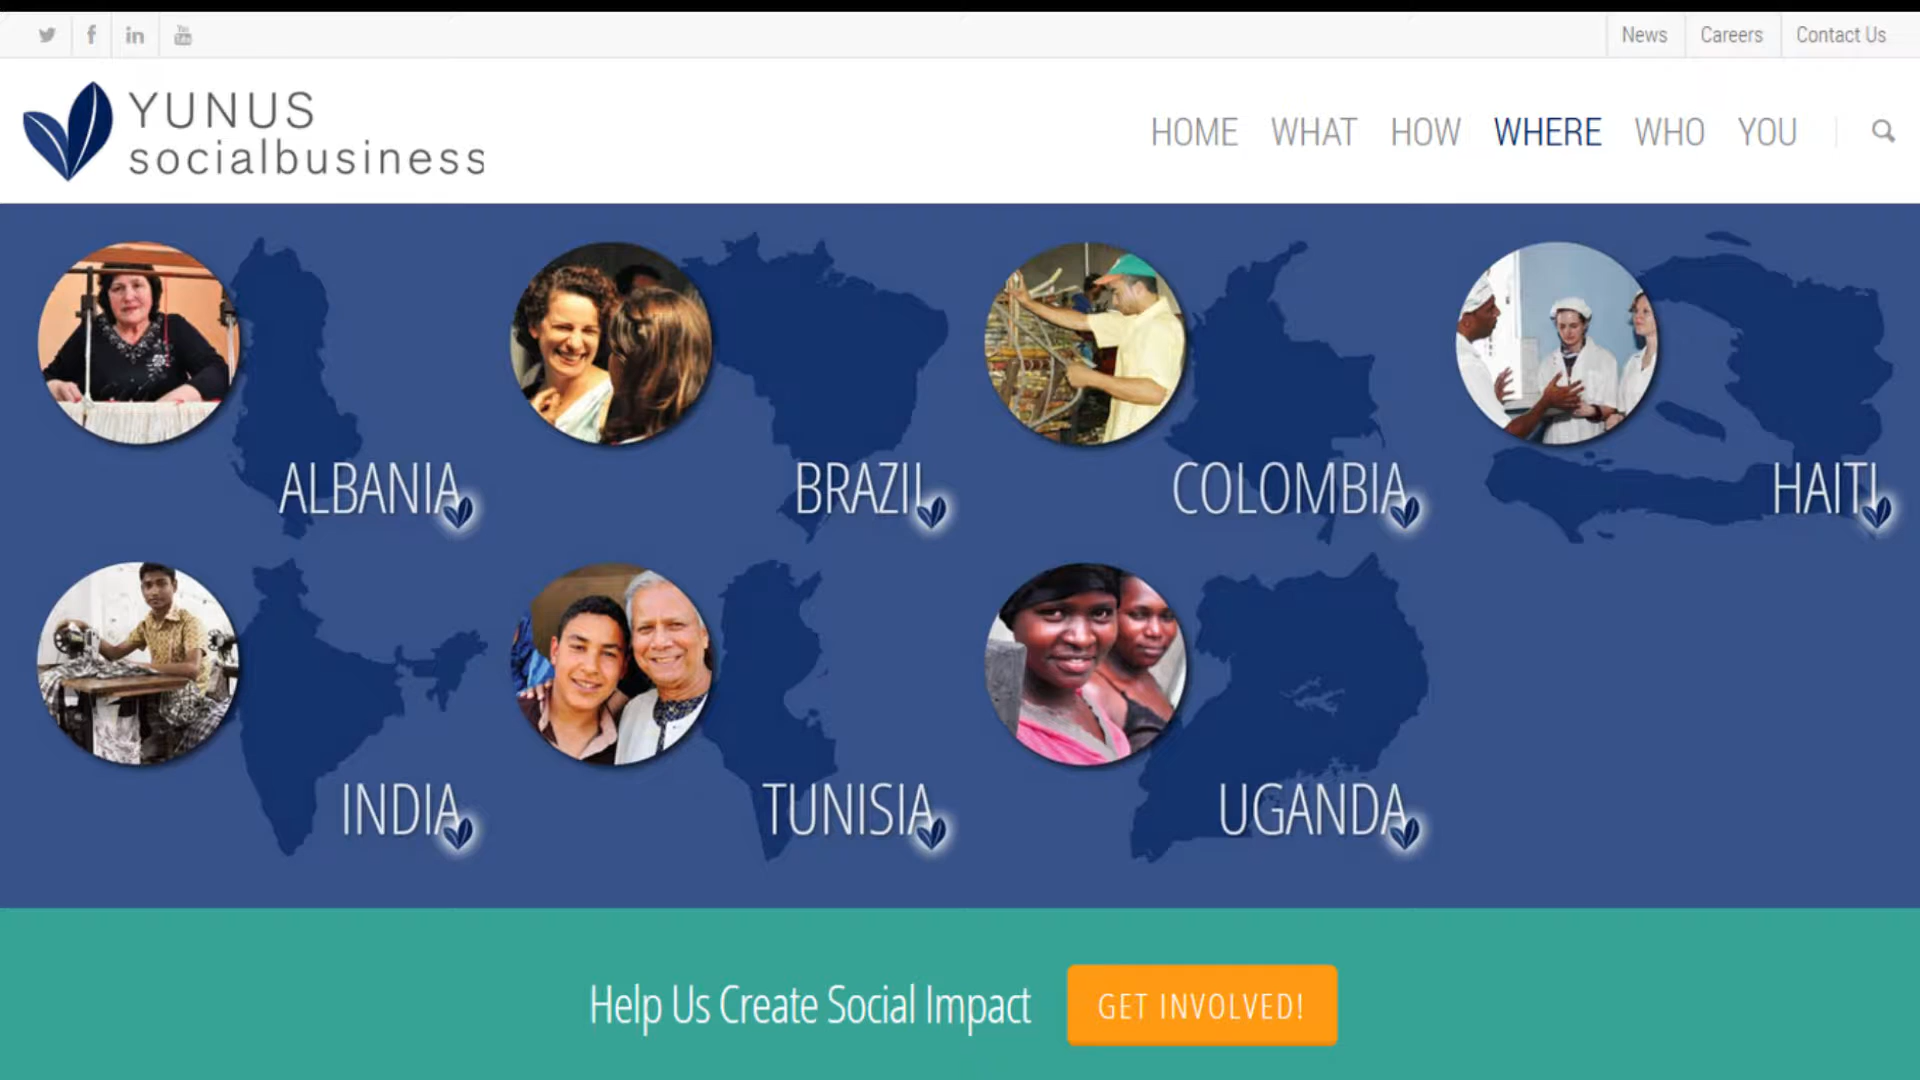 News Careers Contact Us
YUNUS
socialbusiness
HOME WHAT HOW WHERE WHO YOU
ALBANIA BRAZIL COLOMBIA HAITI
INDIA TUNISIA UGANDA
Help Us Create Social Impact GET INVOLVED!